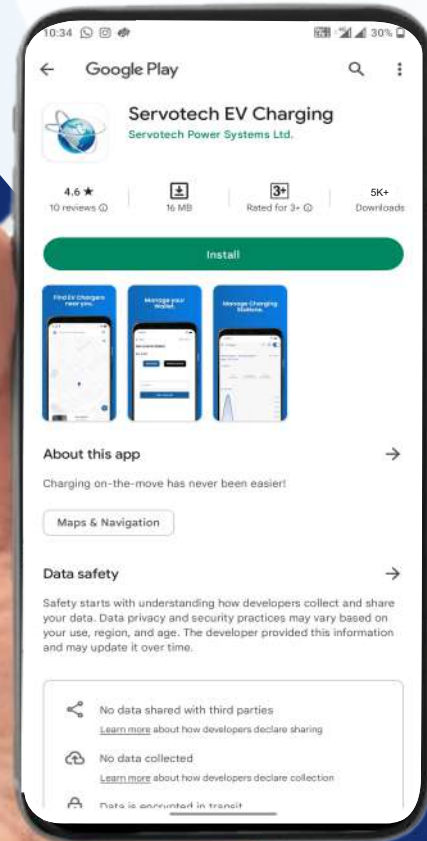 10:34
30%
Google Play
Servotech EV Charging
Servotech Power Systems Ltd.
4.6 ★
10 reviews
16 MB
3+
Rated for 3+
5K+
Downloads
Install
Find EV Chargers
near you.
Manage your
Wallet.
Manage Charging
Stations.
About this app
Charging on-the-move has never been easier!
Maps & Navigation
Data safety
Safety starts with understanding how developers collect and share
your data. Data privacy and security practices may vary based on
your use, region, and age. The developer provided this information
and may update it over time.
No data shared with third parties
Learn more about how developers declare sharing
No data collected
Learn more about how developers declare collection
Data is encrypted in transit